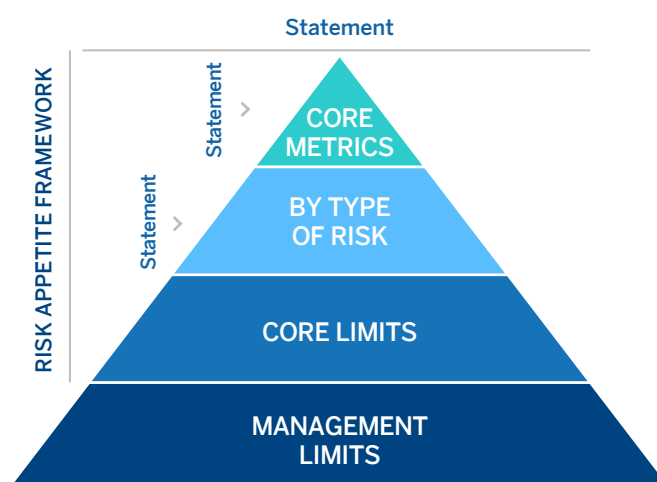 Statement
RISK APPETITE FRAMEWORK
Statement
CORE
METRICS
Statement
BY TYPE
OF RISK
CORE LIMITS
MANAGEMENT
LIMITS